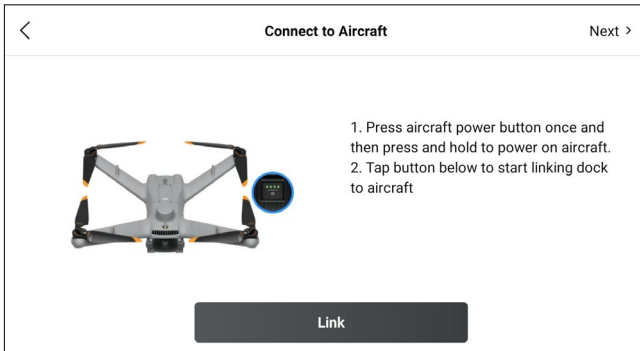 Connect to Aircraft
Next >
1. Press aircraft power button once and
then press and hold to power on aircraft.
2. Tap button below to start linking dock
to aircraft
Link